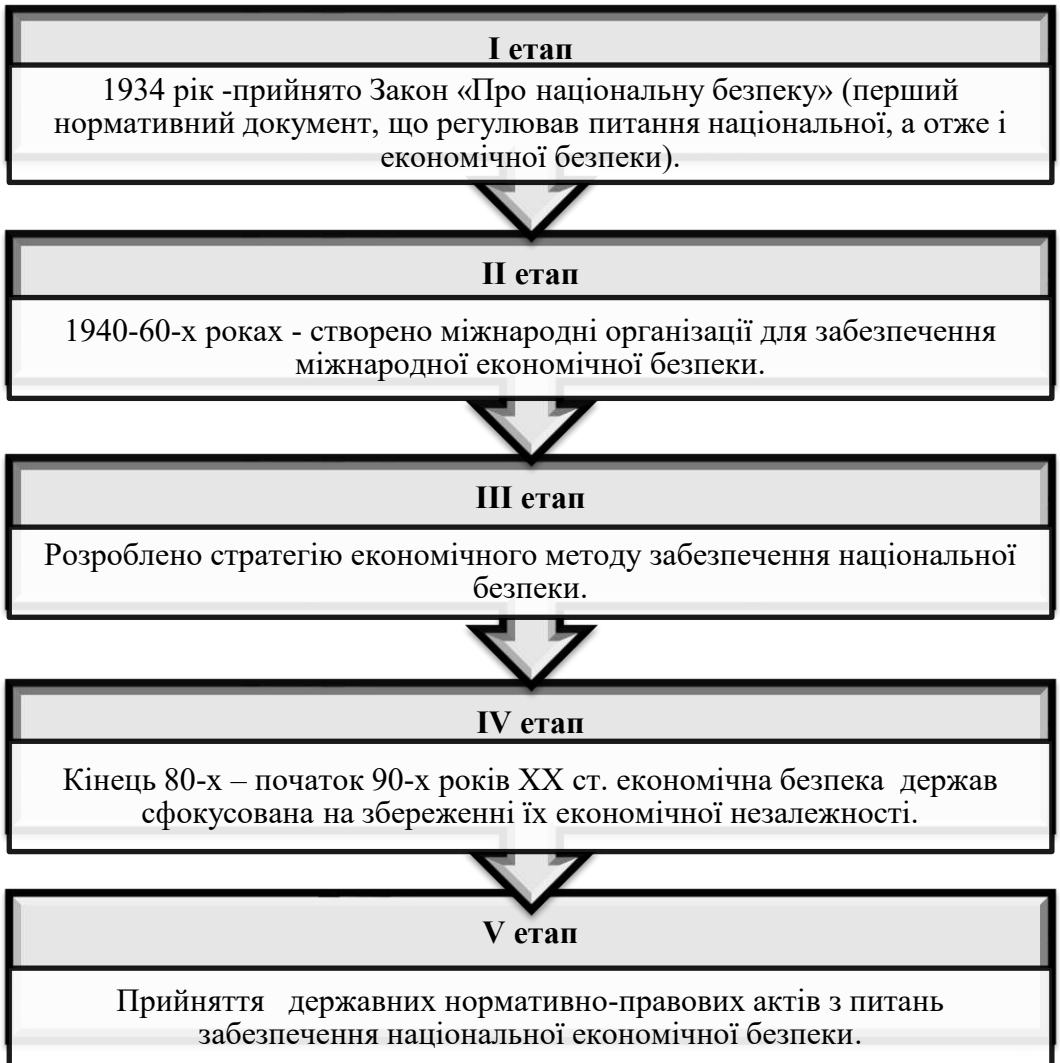 I етап
1934 рік -прийнято Закон «Про національну безпеку» (перший
нормативний документ, що регулював питання національної, а отже і
економічної безпеки).
II етап
1940-60-х роках - створено міжнародні організації для забезпечення
міжнародної економічної безпеки.
III етап
Розроблено стратегію економічного методу забезпечення національної
безпеки.
IV етап
Кінець 80-х – початок 90-х років XX ст. економічна безпека держав
сфокусована на збереженні їх економічної незалежності.
V етап
Прийняття державних нормативно-правових актів з питань
забезпечення національної економічної безпеки.